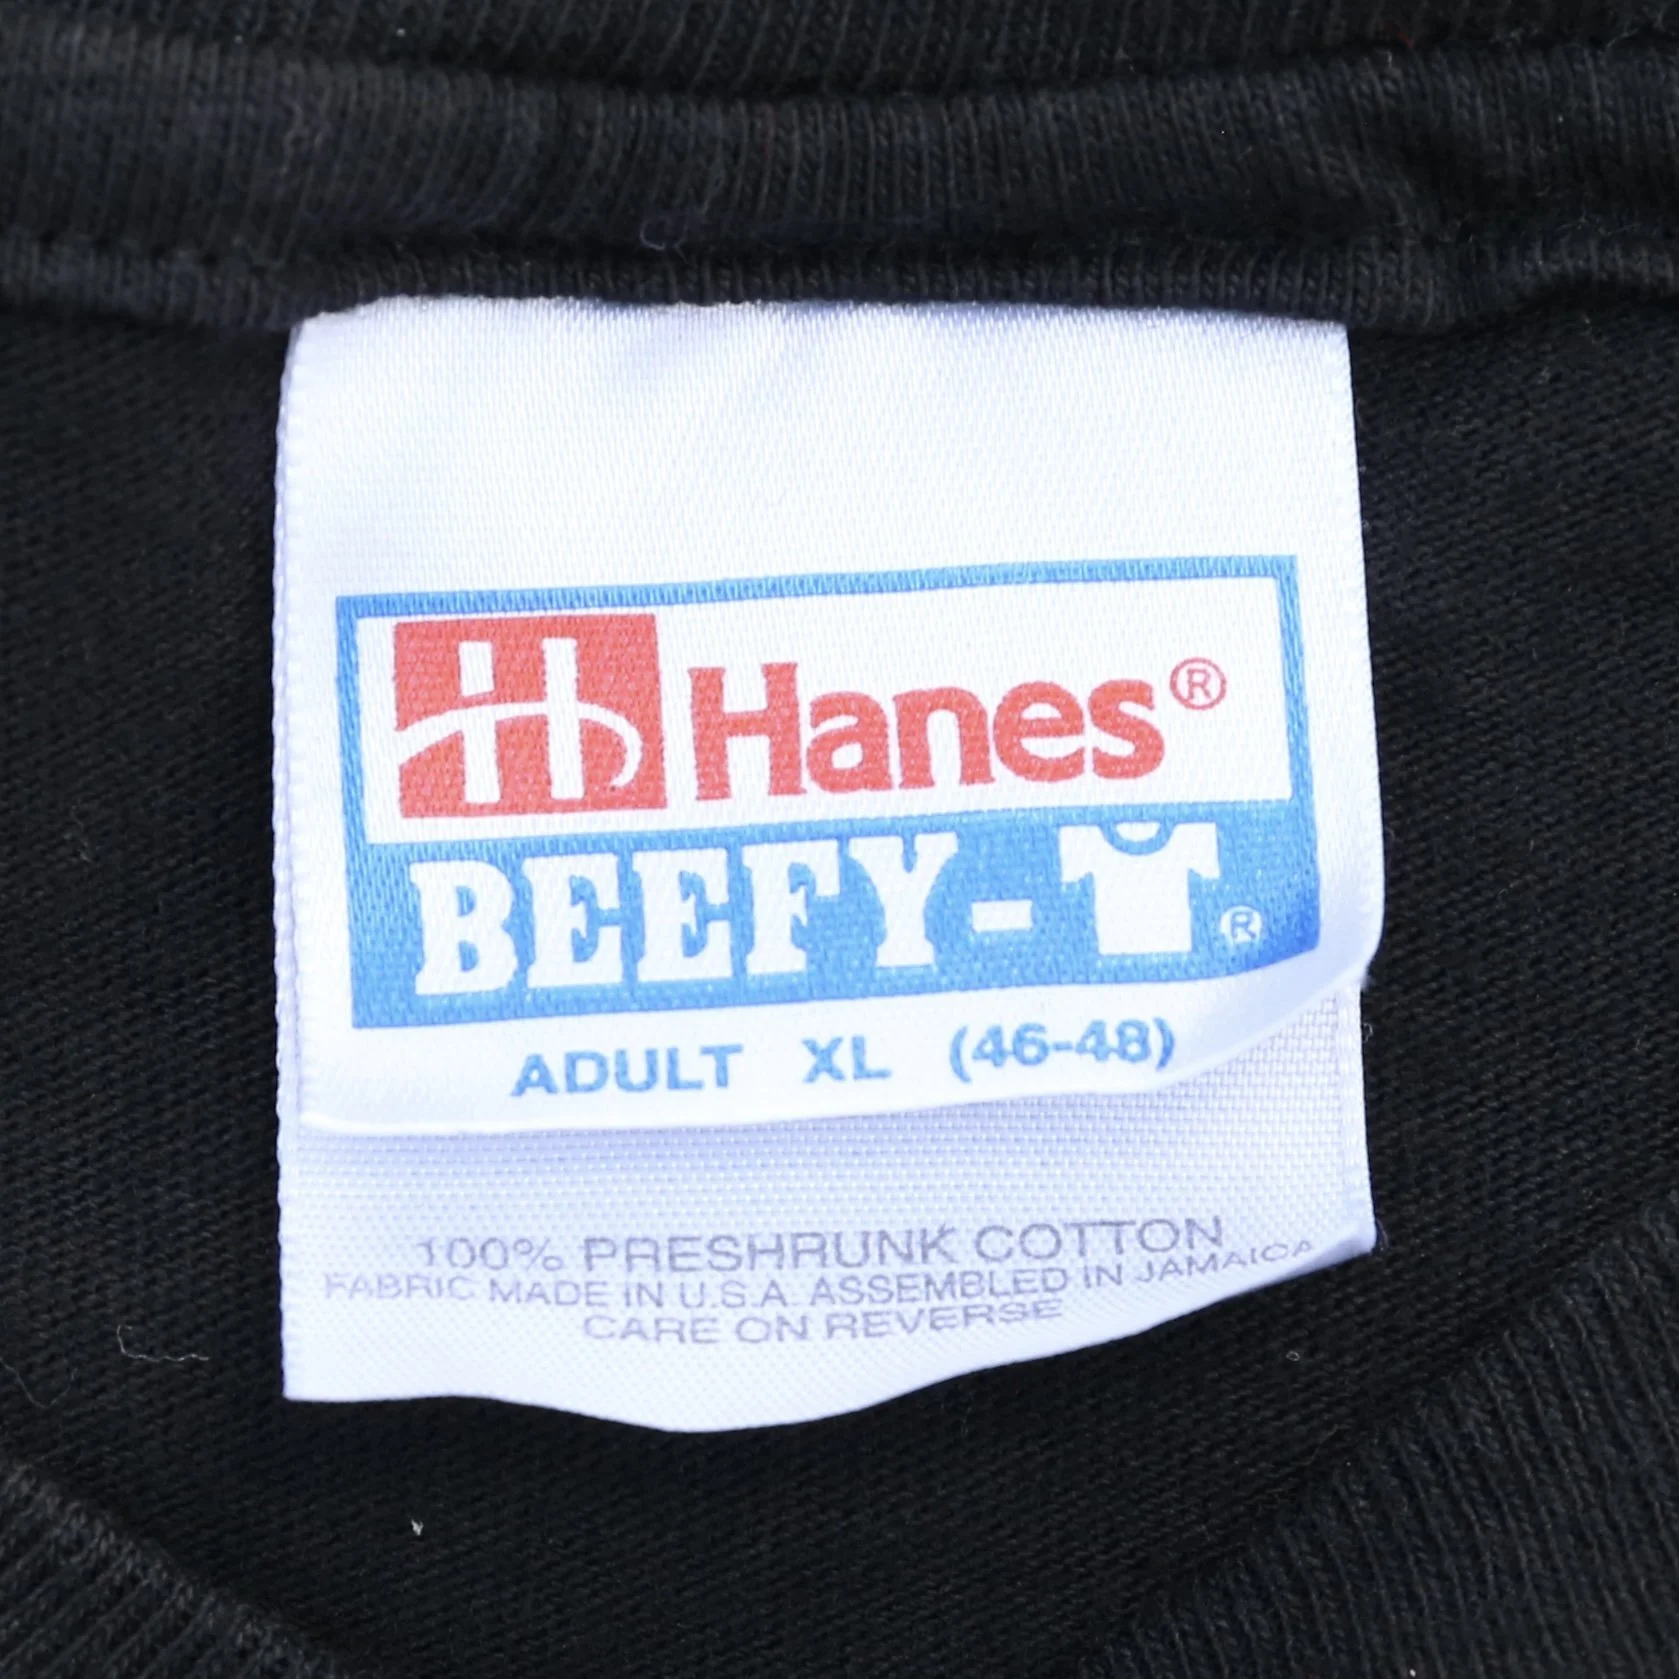 Hanes®
BEEFY-T®
ADULT XL (46-48)
100% PRESHRUNK COTTON
FABRIC MADE IN U.S.A. ASSEMBLED IN JAMAICA
CARE ON REVERSE